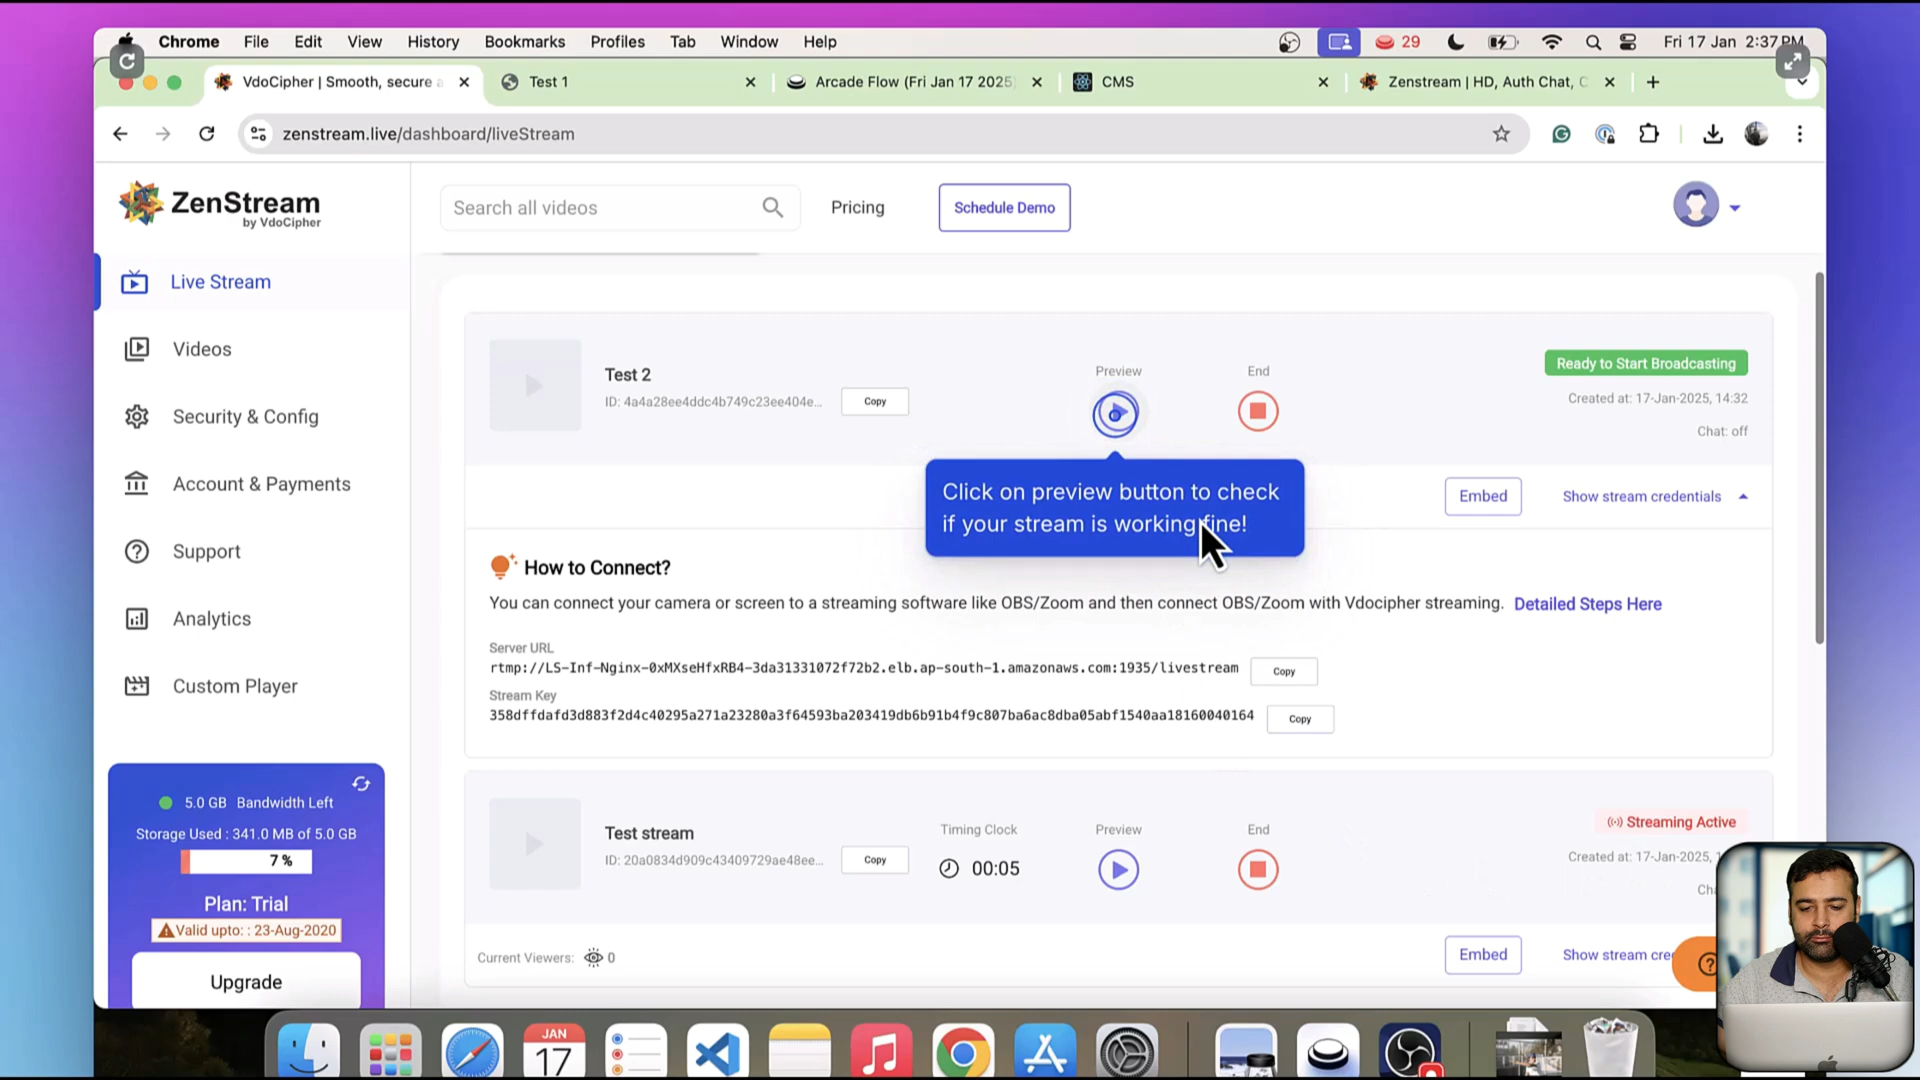 Chrome File Edit View History Bookmarks Profiles Tab Window Help 29 Fri 17 Jan 2:37 PM
VdoCipher | Smooth, secure a Test 1 Arcade Flow (Fri Jan 17 2025 CMS Zenstream | HD, Auth Chat, C
zenstream.live/dashboard/liveStream
ZenStream
by VdoCipher
Search all videos
Pricing
Schedule Demo
Live Stream
Videos
Security & Config
Account & Payments
Support
Analytics
Custom Player
5.0 GB Bandwidth Left
Storage Used : 341.0 MB of 5.0 GB
7 %
Plan: Trial
Valid upto: : 23-Aug-2020
Upgrade
Test 2
ID: 4a4a28ee4ddc4b749c23ee404e...
Copy
Preview
End
Ready to Start Broadcasting
Created at: 17-Jan-2025, 14:32
Chat: off
Click on preview button to check
if your stream is working fine!
Embed
Show stream credentials
How to Connect?
You can connect your camera or screen to a streaming software like OBS/Zoom and then connect OBS/Zoom with Vdocipher streaming. Detailed Steps Here
Server URL
rtmp://LS-Inf-Nginx-0xMXseHfxRB4-3da31331072f72b2.elb.ap-south-1.amazonaws.com:1935/livestream
Copy
Stream Key
358dffdafd3d883f2d4c40295a271a23280a3f64593ba203419db6b91b4f9c807ba6ac8dba05abf1540aa18160040164
Copy
Test stream
ID: 20a0834d909c43409729ae48ee...
Copy
Timing Clock
00:05
Preview
End
Streaming Active
Created at: 17-Jan-2025, 1
Ch
Current Viewers: 0
Embed
Show stream cre
JAN
17